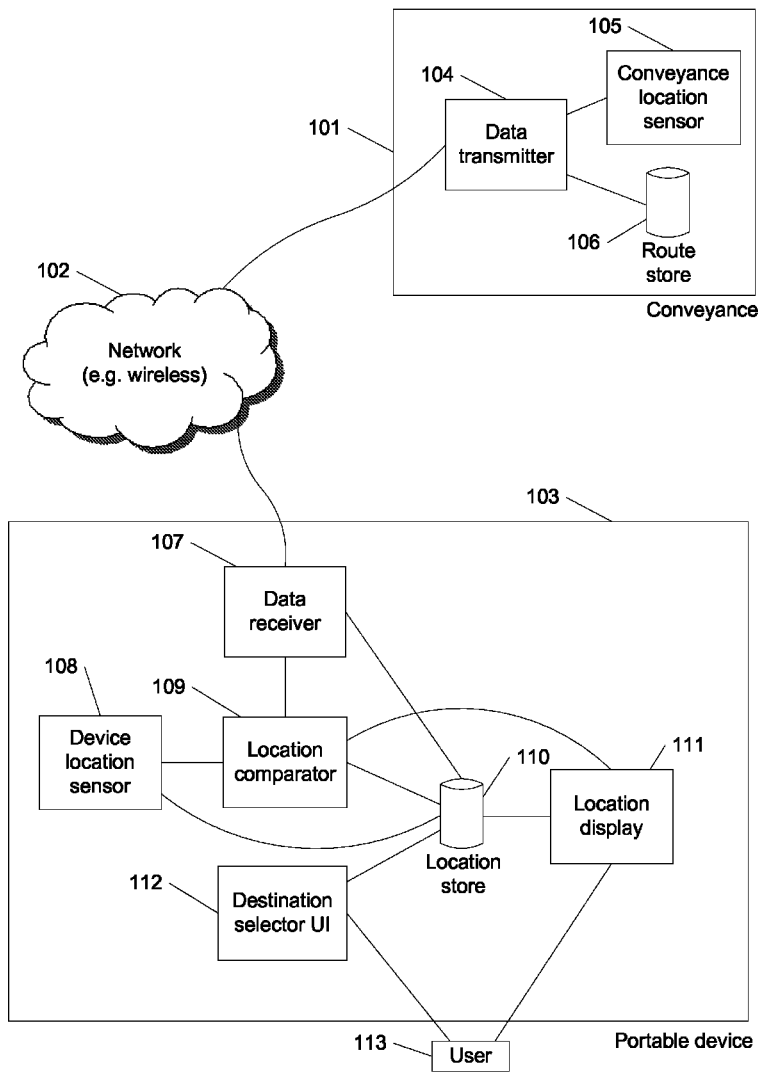 105
Conveyance
location
sensor
104
Data
transmitter
101
106
Route
store
Conveyance
102
Network
(e.g. wireless)
103
107
Data
receiver
108
Device
location
sensor
109
Location
comparator
110
Location
store
111
Location
display
112
Destination
selector UI
Portable device
113
User